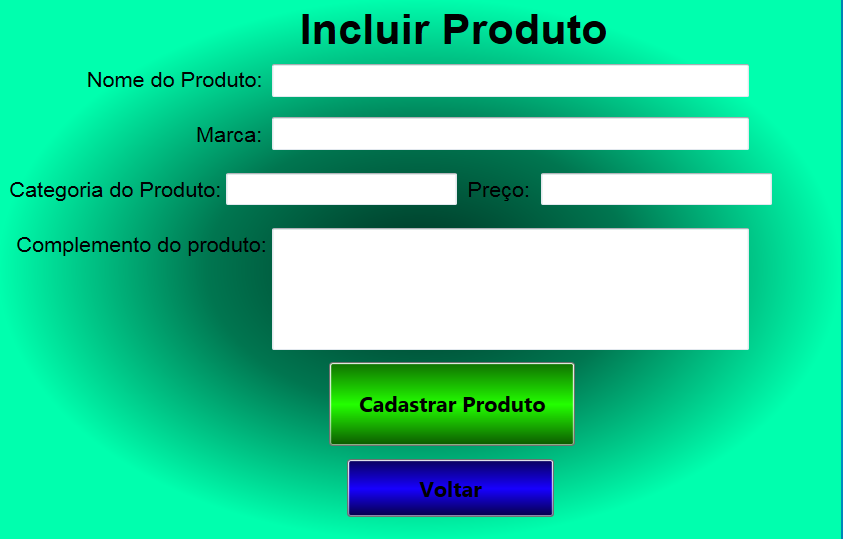 Incluir Produto
Nome do Produto:
Marca:
Categoria do Produto: Preço:
Complemento do produto:
Cadastrar Produto
Voltar